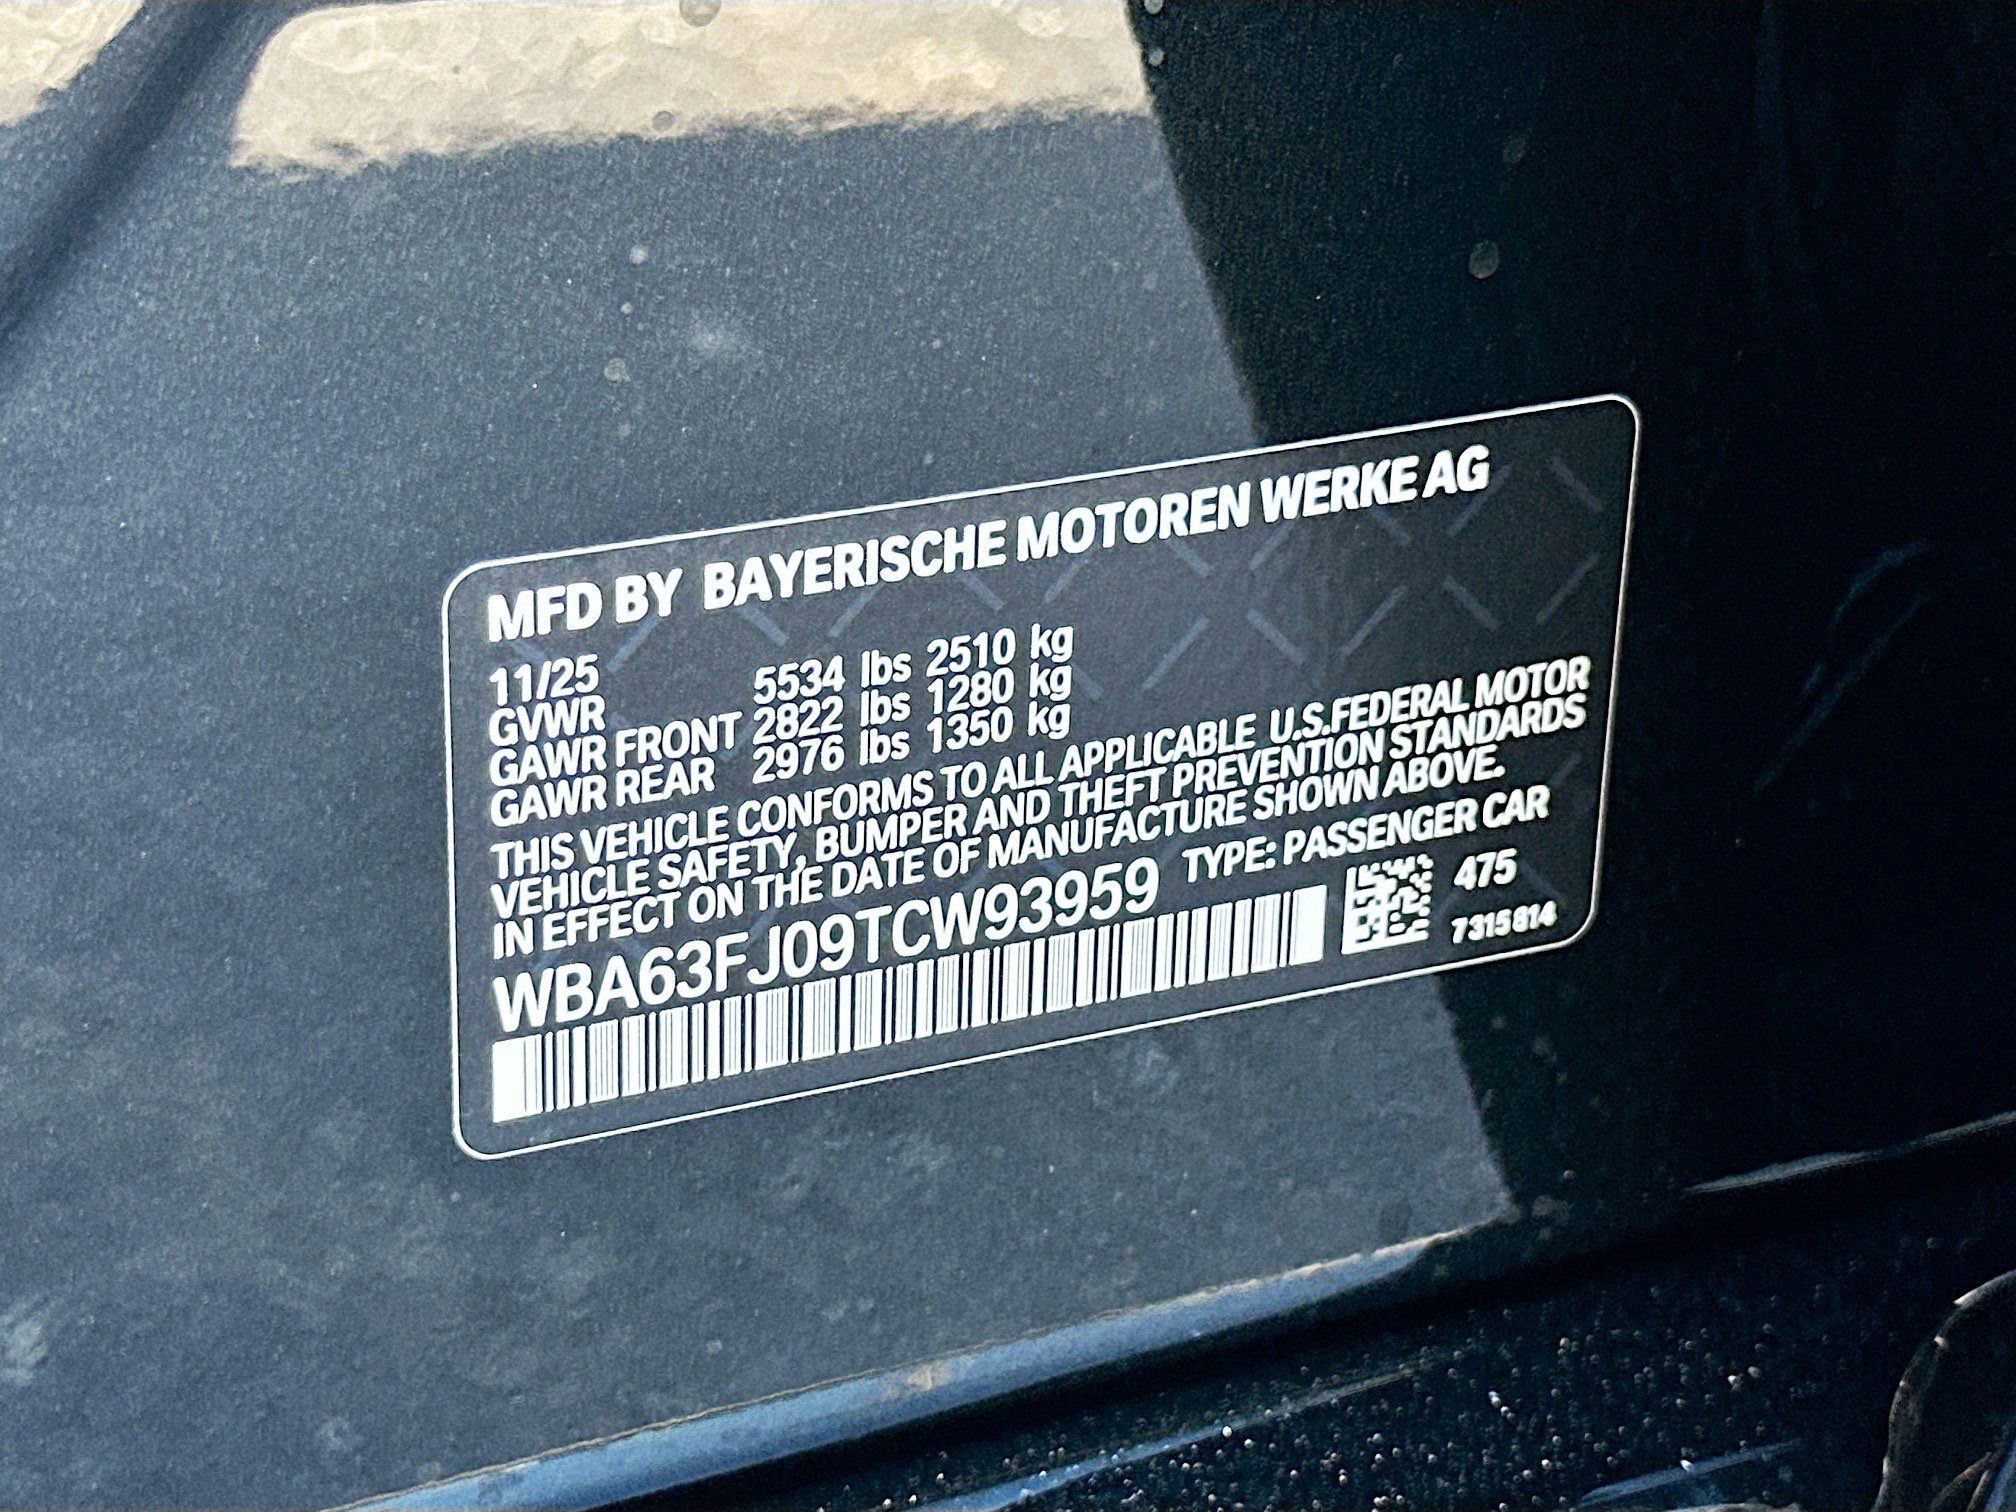 MFD BY BAYERISCHE MOTOREN WERKE AG
11/25
GVWR 5534 lbs 2510 kg
GAWR FRONT 2822 lbs 1280 kg
GAWR REAR 2976 lbs 1350 kg
THIS VEHICLE CONFORMS TO ALL APPLICABLE U.S.FEDERAL MOTOR
VEHICLE SAFETY, BUMPER AND THEFT PREVENTION STANDARDS
IN EFFECT ON THE DATE OF MANUFACTURE SHOWN ABOVE.
WBA63FJ09TCW93959 TYPE: PASSENGER CAR
475
7315814